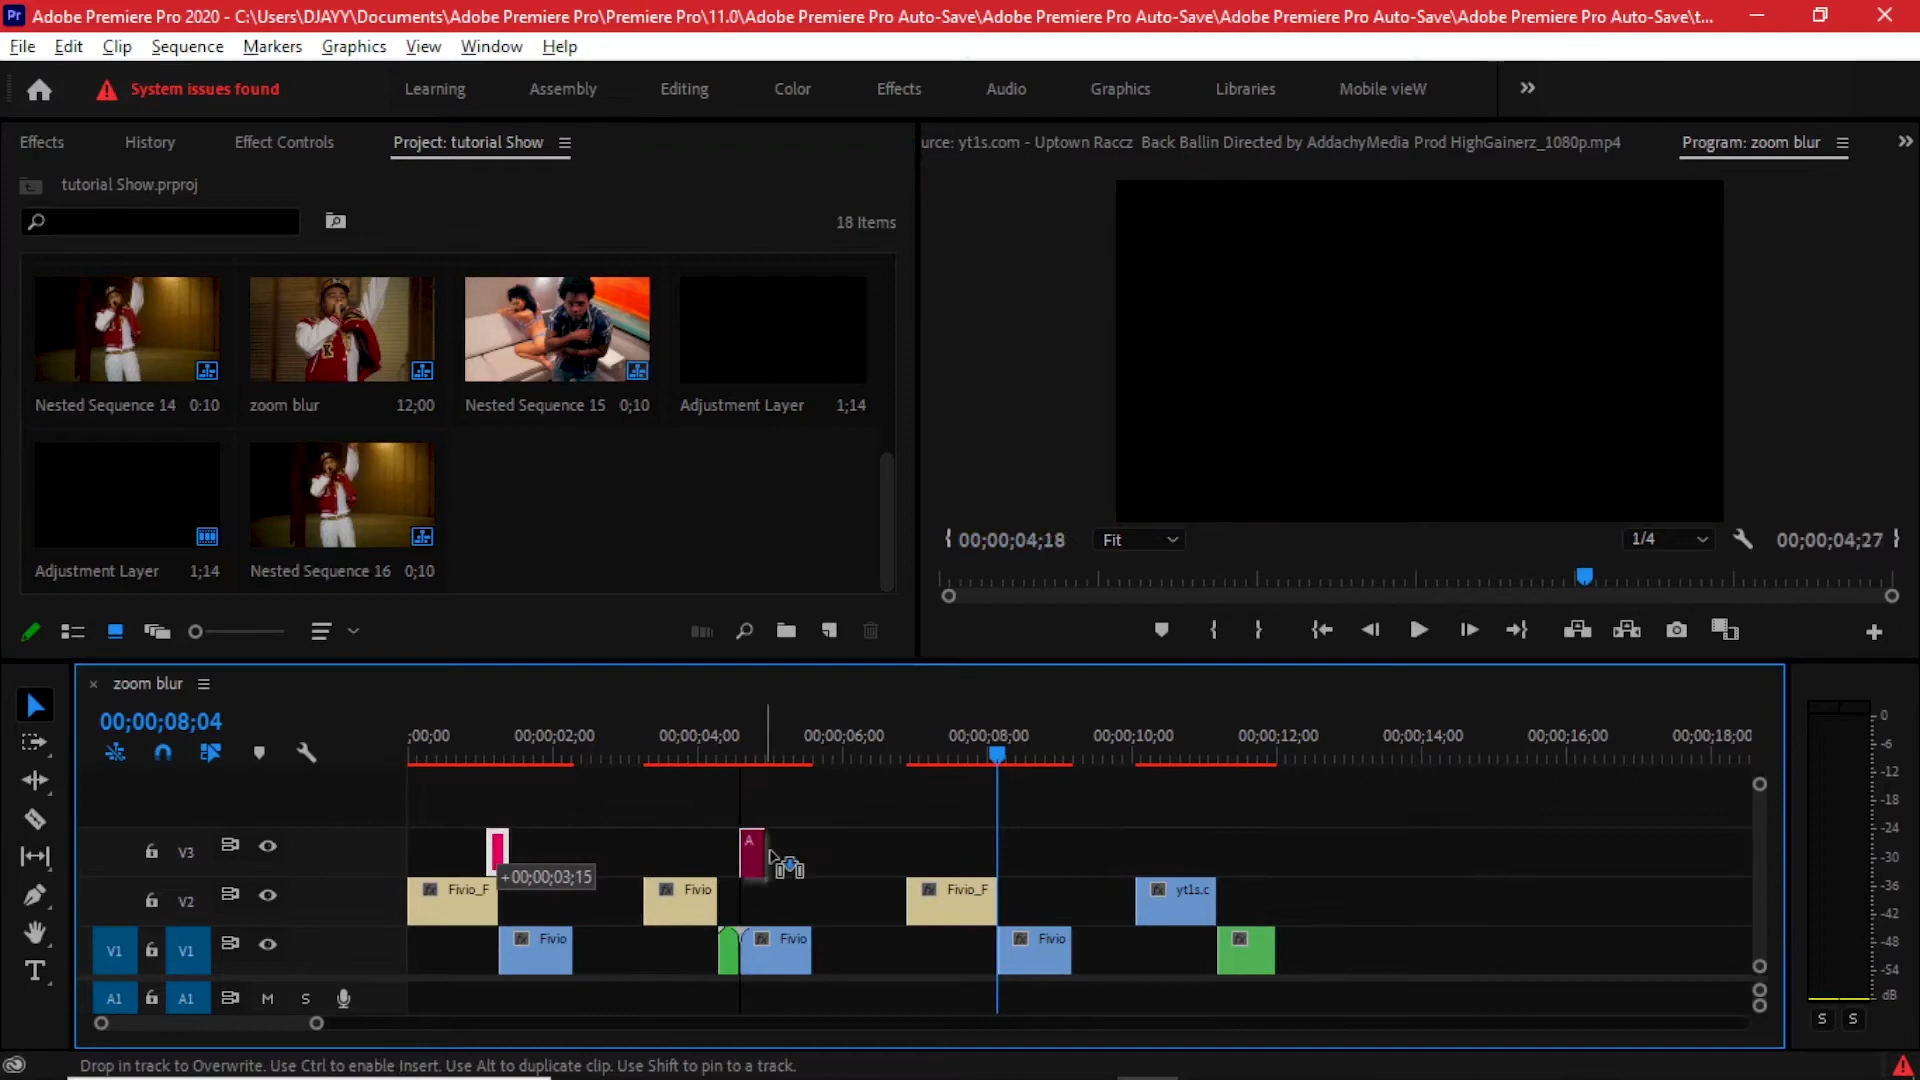 Pr Adobe Premiere Pro 2020 - C:\Users\DJAYY\Documents\Adobe Premiere Pro\Premiere Pro\11.0\Adobe Premiere Pro Auto-Save\Adobe Premiere Pro Auto-Save\Adobe Premiere Pro Auto-Save\Adobe Premiere Pro Auto-Save\t...
File Edit Clip Sequence Markers Graphics View Window Help
System issues found Learning Assembly Editing Color Effects Audio Graphics Libraries Mobile vieW
Effects History Effect Controls Project: tutorial Show urce: yt1s.com - Uptown Raccz Back Ballin Directed by AddachyMedia Prod HighGainerz_1080p.mp4 Program: zoom blur
tutorial Show.prproj
18 Items
Nested Sequence 14 0:10 zoom blur 12;00 Nested Sequence 15 0;10 Adjustment Layer 1;14
00;00;04;18 Fit 1/4 00;00;04;27
Adjustment Layer 1;14 Nested Sequence 16 0;10
zoom blur
00;00;08;04
;00;00 00;00;02;00 00;00;04;00 00;00;06;00 00;00;08;00 00;00;10;00 00;00;12;00 00;00;14;00 00;00;16;00 00;00;18;00
V3 A
+00;00;03;15
V2 fx Fivio_F fx Fivio fx Fivio_F fx yt1s.c
V1 V1 fx Fivio fx Fivio fx Fivio fx
A1 A1 M S
0
-6
-12
-18
-24
-30
-36
-42
-48
-54
dB
S S
Drop in track to Overwrite. Use Ctrl to enable Insert. Use Alt to duplicate clip. Use Shift to pin to a track.